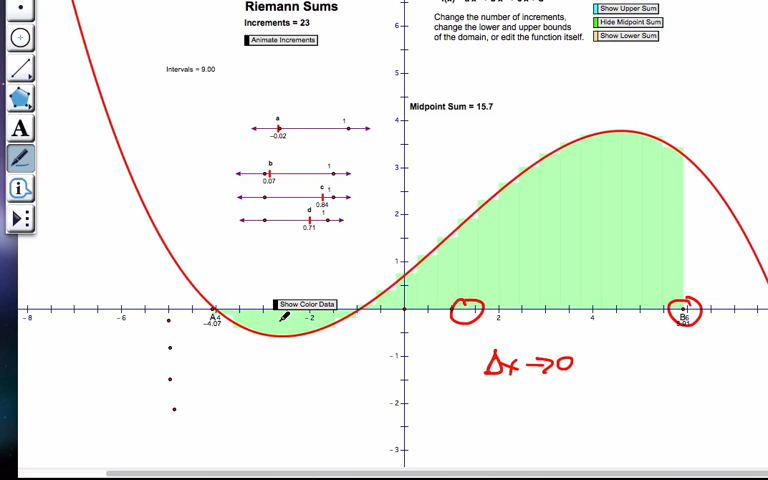 Riemann Sums
Increments = 23
Animate Increments
Intervals = 9.00
Change the number of increments,
change the lower and upper bounds
of the domain, or edit the function itself.
Show Upper Sum
Hide Midpoint Sum
Show Lower Sum
Midpoint Sum = 15.7
a
1
-0.02
b
1
0.07
c
1
0.84
d
1
0.71
6
5
4
3
2
1
-1
-2
-3
-8
-6
-4
-2
2
4
6
A
-4.07
B
Show Color Data
Δx → 0
A